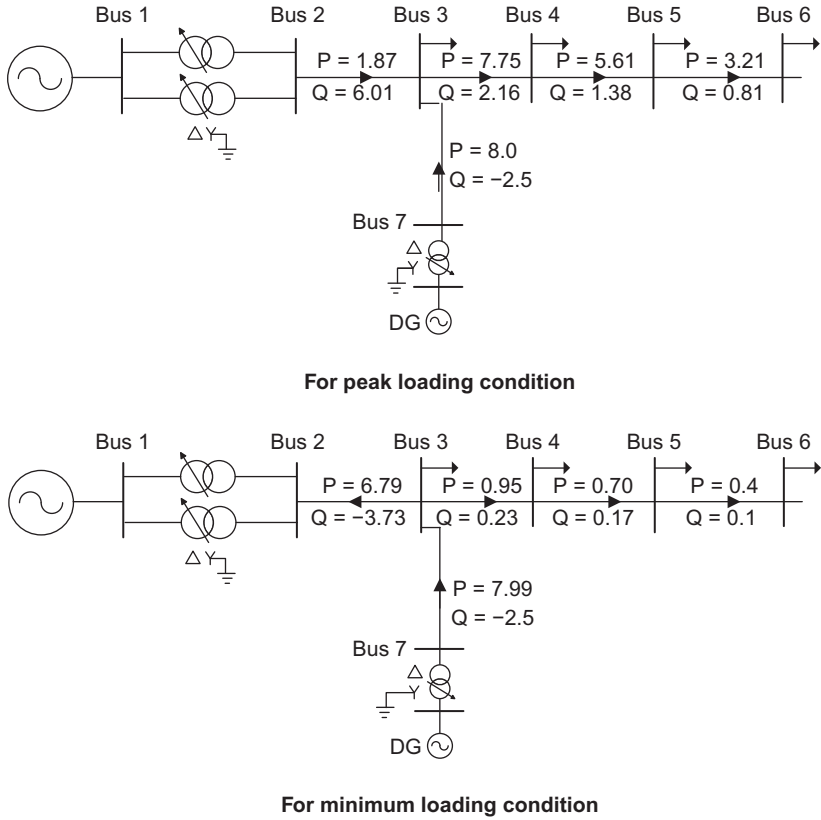 Bus 1 Bus 2 Bus 3 Bus 4 Bus 5 Bus 6
P = 1.87 P = 7.75 P = 5.61 P = 3.21
Q = 6.01 Q = 2.16 Q = 1.38 Q = 0.81
Δ Y
P = 8.0
Q = −2.5
Bus 7
Δ
Y
DG
For peak loading condition
Bus 1 Bus 2 Bus 3 Bus 4 Bus 5 Bus 6
P = 6.79 P = 0.95 P = 0.70 P = 0.4
Q = −3.73 Q = 0.23 Q = 0.17 Q = 0.1
Δ Y
P = 7.99
Q = −2.5
Bus 7
Δ
Y
DG
For minimum loading condition